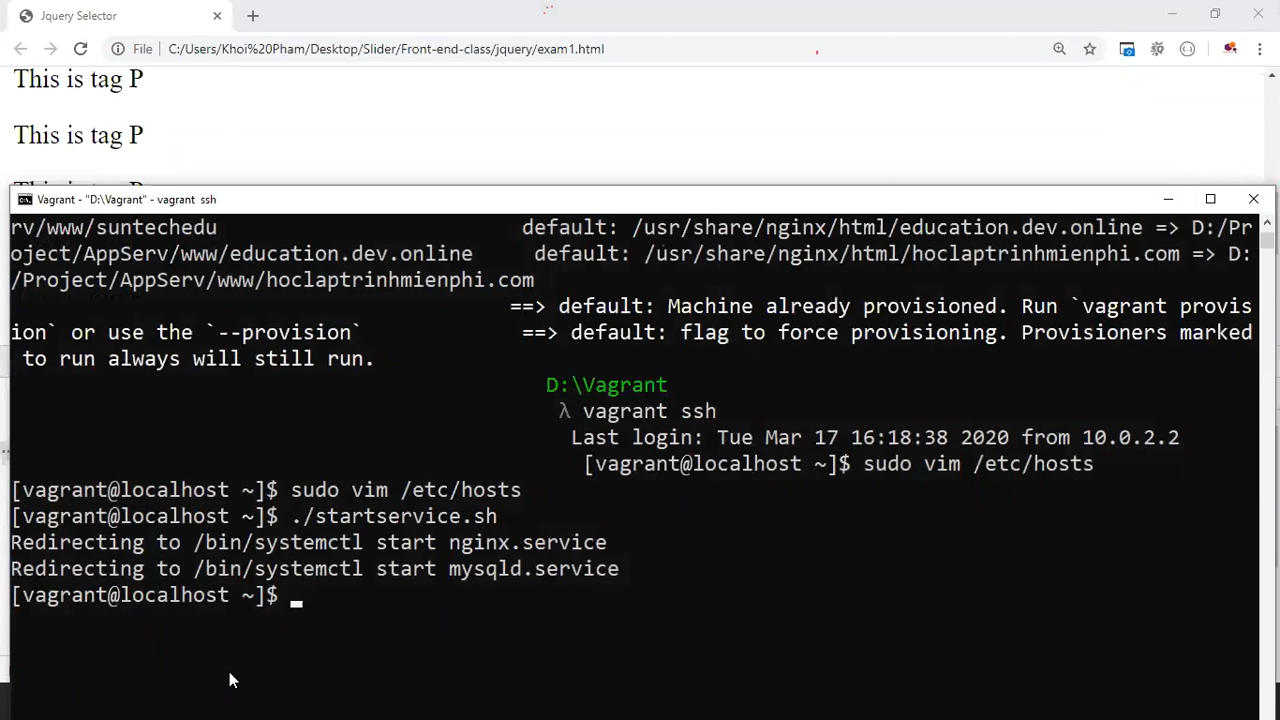 Jquery Selector
File
C:/Users/Khoi%20Pham/Desktop/Slider/Front-end-class/jquery/exam1.html
This is tag P
This is tag P
Vagrant - "D:\Vagrant" - vagrant ssh
rv/www/suntechedu default: /usr/share/nginx/html/education.dev.online => D:/Pr
oject/AppServ/www/education.dev.online default: /usr/share/nginx/html/hoclaptrinhmienphi.com => D:
/Project/AppServ/www/hoclaptrinhmienphi.com
==> default: Machine already provisioned. Run `vagrant provis
ion` or use the `--provision` ==> default: flag to force provisioning. Provisioners marked
to run always will still run.
D:\Vagrant
λ vagrant ssh
Last login: Tue Mar 17 16:18:38 2020 from 10.0.2.2
[vagrant@localhost ~]$ sudo vim /etc/hosts
[vagrant@localhost ~]$ sudo vim /etc/hosts
[vagrant@localhost ~]$ ./startservice.sh
Redirecting to /bin/systemctl start nginx.service
Redirecting to /bin/systemctl start mysqld.service
[vagrant@localhost ~]$